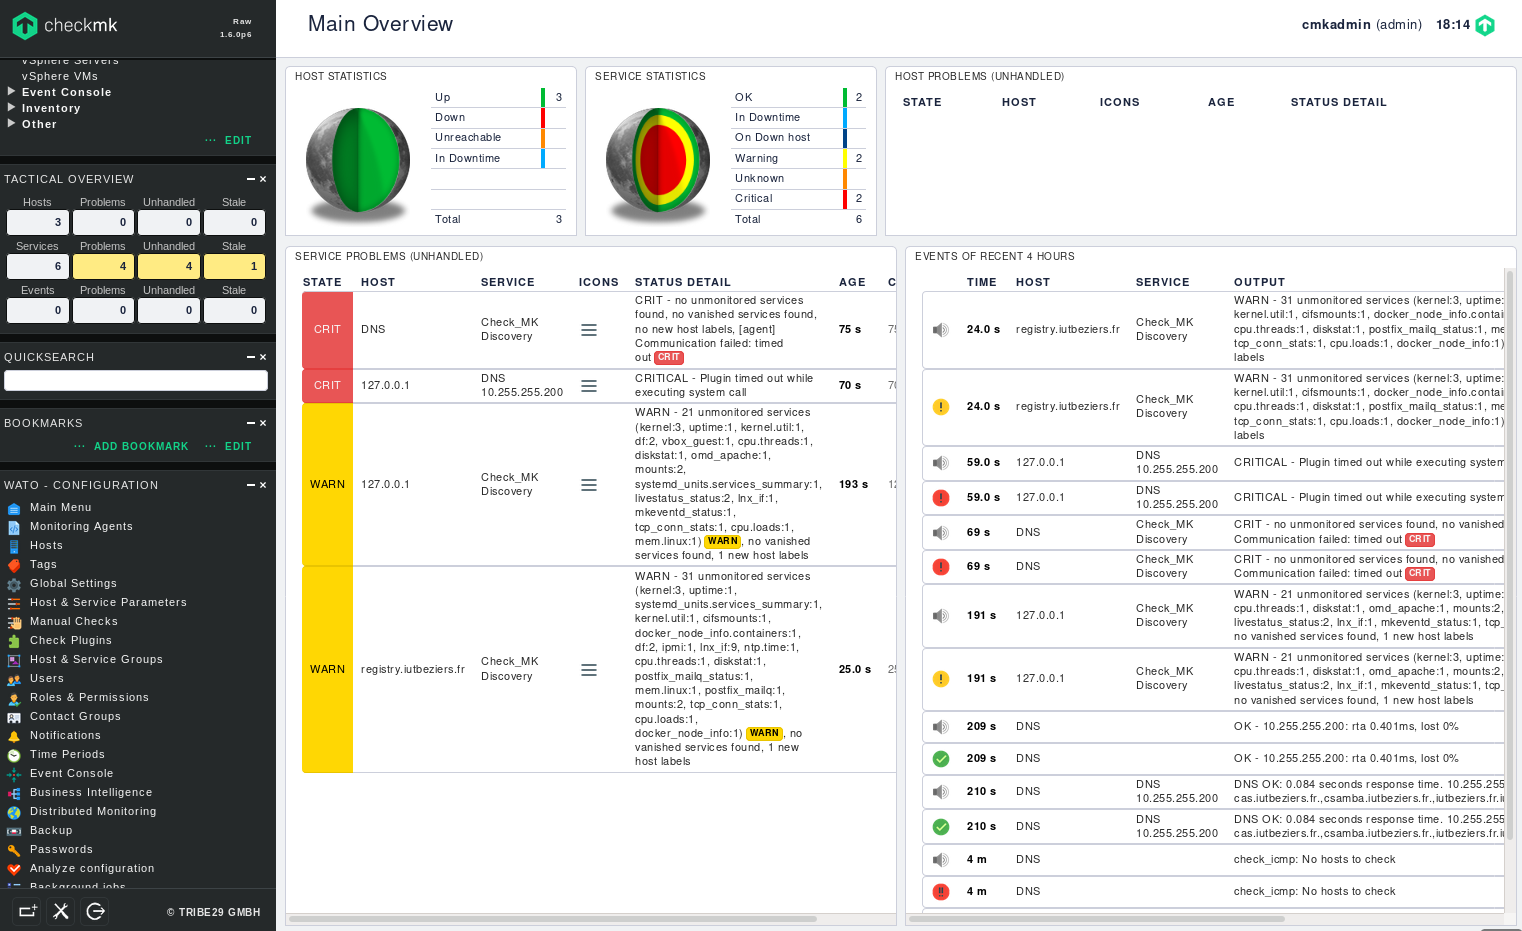 checkmk
Raw
1.6.0p6
Main Overview
cmkadmin (admin) 18:14
vSphere Servers
vSphere VMs
Event Console
Inventory
Other
··· EDIT
TACTICAL OVERVIEW
Hosts Problems Unhandled Stale
3 0 0 0
Services Problems Unhandled Stale
6 4 4 1
Events Problems Unhandled Stale
0 0 0 0
QUICKSEARCH
BOOKMARKS
··· ADD BOOKMARK ··· EDIT
WATO - CONFIGURATION
Main Menu
Monitoring Agents
Hosts
Tags
Global Settings
Host & Service Parameters
Manual Checks
Check Plugins
Host & Service Groups
Users
Roles & Permissions
Contact Groups
Notifications
Time Periods
Event Console
Business Intelligence
Distributed Monitoring
Backup
Passwords
Analyze configuration
Background jobs
© TRIBE29 GMBH
HOST STATISTICS
Up 3
Down
Unreachable
In Downtime
Total 3
SERVICE STATISTICS
OK 2
In Downtime
On Down host
Warning 2
Unknown
Critical 2
Total 6
HOST PROBLEMS (UNHANDLED)
STATE HOST ICONS AGE STATUS DETAIL
SERVICE PROBLEMS (UNHANDLED)
STATE HOST SERVICE ICONS STATUS DETAIL AGE C
CRIT DNS Check_MK
Discovery
CRIT - no unmonitored services
found, no vanished services found,
no new host labels, [agent]
Communication failed: timed
out CRIT
75 s 75
CRIT 127.0.0.1 DNS
10.255.255.200
CRITICAL - Plugin timed out while
executing system call
70 s 70
WARN 127.0.0.1 Check_MK
Discovery
WARN - 21 unmonitored services
(kernel:3, uptime:1, kernel.util:1,
df:2, vbox_guest:1, cpu.threads:1,
diskstat:1, omd_apache:1,
mounts:2,
systemd_units.services_summary:1,
livestatus_status:2, lnx_if:1,
mkeventd_status:1,
tcp_conn_stats:1, cpu.loads:1,
mem.linux:1) WARN, no vanished
services found, 1 new host labels
193 s 12
WARN registry.iutbeziers.fr Check_MK
Discovery
WARN - 31 unmonitored services
(kernel:3, uptime:1,
systemd_units.services_summary:1,
kernel.util:1, cifsmounts:1,
docker_node_info.containers:1,
df:2, ipmi:1, lnx_if:9, ntp.time:1,
cpu.threads:1, diskstat:1,
postfix_mailq_status:1,
mem.linux:1, postfix_mailq:1,
mounts:2, tcp_conn_stats:1,
cpu.loads:1,
docker_node_info:1) WARN, no
vanished services found, 1 new
host labels
25.0 s 25
EVENTS OF RECENT 4 HOURS
TIME HOST SERVICE OUTPUT
24.0 s registry.iutbeziers.fr Check_MK
Discovery
WARN - 31 unmonitored services (kernel:3, uptime:
kernel.util:1, cifsmounts:1, docker_node_info.contai
cpu.threads:1, diskstat:1, postfix_mailq_status:1, me
tcp_conn_stats:1, cpu.loads:1, docker_node_info:1)
labels
24.0 s registry.iutbeziers.fr Check_MK
Discovery
WARN - 31 unmonitored services (kernel:3, uptime:
kernel.util:1, cifsmounts:1, docker_node_info.contai
cpu.threads:1, diskstat:1, postfix_mailq_status:1, me
tcp_conn_stats:1, cpu.loads:1, docker_node_info:1)
labels
59.0 s 127.0.0.1 DNS
10.255.255.200
CRITICAL - Plugin timed out while executing system
59.0 s 127.0.0.1 DNS
10.255.255.200
CRITICAL - Plugin timed out while executing system
69 s DNS Check_MK
Discovery
CRIT - no unmonitored services found, no vanished
Communication failed: timed out CRIT
69 s DNS Check_MK
Discovery
CRIT - no unmonitored services found, no vanished
Communication failed: timed out CRIT
191 s 127.0.0.1 Check_MK
Discovery
WARN - 21 unmonitored services (kernel:3, uptime:
cpu.threads:1, diskstat:1, omd_apache:1, mounts:2,
livestatus_status:2, lnx_if:1, mkeventd_status:1, tcp_
no vanished services found, 1 new host labels
191 s 127.0.0.1 Check_MK
Discovery
WARN - 21 unmonitored services (kernel:3, uptime:
cpu.threads:1, diskstat:1, omd_apache:1, mounts:2,
livestatus_status:2, lnx_if:1, mkeventd_status:1, tcp_
no vanished services found, 1 new host labels
209 s DNS OK - 10.255.255.200: rta 0.401ms, lost 0%
209 s DNS OK - 10.255.255.200: rta 0.401ms, lost 0%
210 s DNS DNS
10.255.255.200
DNS OK: 0.084 seconds response time. 10.255.255
cas.iutbeziers.fr.,csamba.iutbeziers.fr.,iutbeziers.fr.i
210 s DNS DNS
10.255.255.200
DNS OK: 0.084 seconds response time. 10.255.255
cas.iutbeziers.fr.,csamba.iutbeziers.fr.,iutbeziers.fr.i
4 m DNS check_icmp: No hosts to check
4 m DNS check_icmp: No hosts to check